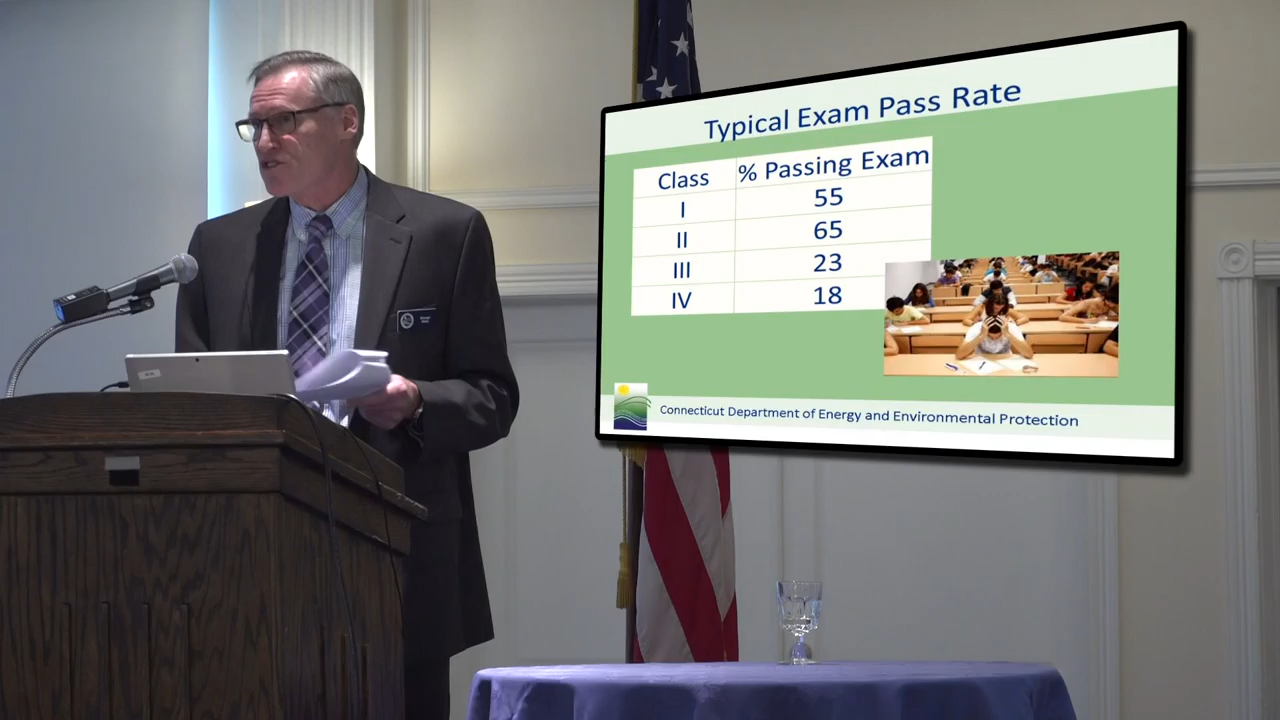 Typical Exam Pass Rate
Class % Passing Exam
I 55
II 65
III 23
IV 18
Connecticut Department of Energy and Environmental Protection